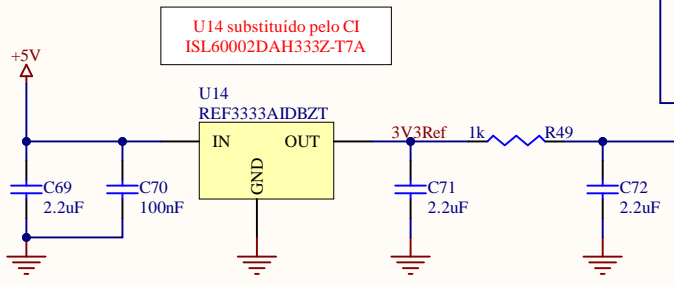 U14 substituído pelo CI
ISL60002DAH333Z-T7A
+5V
U14
REF3333AIDBZT
IN
OUT
GND
3V3Ref
1k
R49
C69
2.2uF
C70
100nF
C71
2.2uF
C72
2.2uF